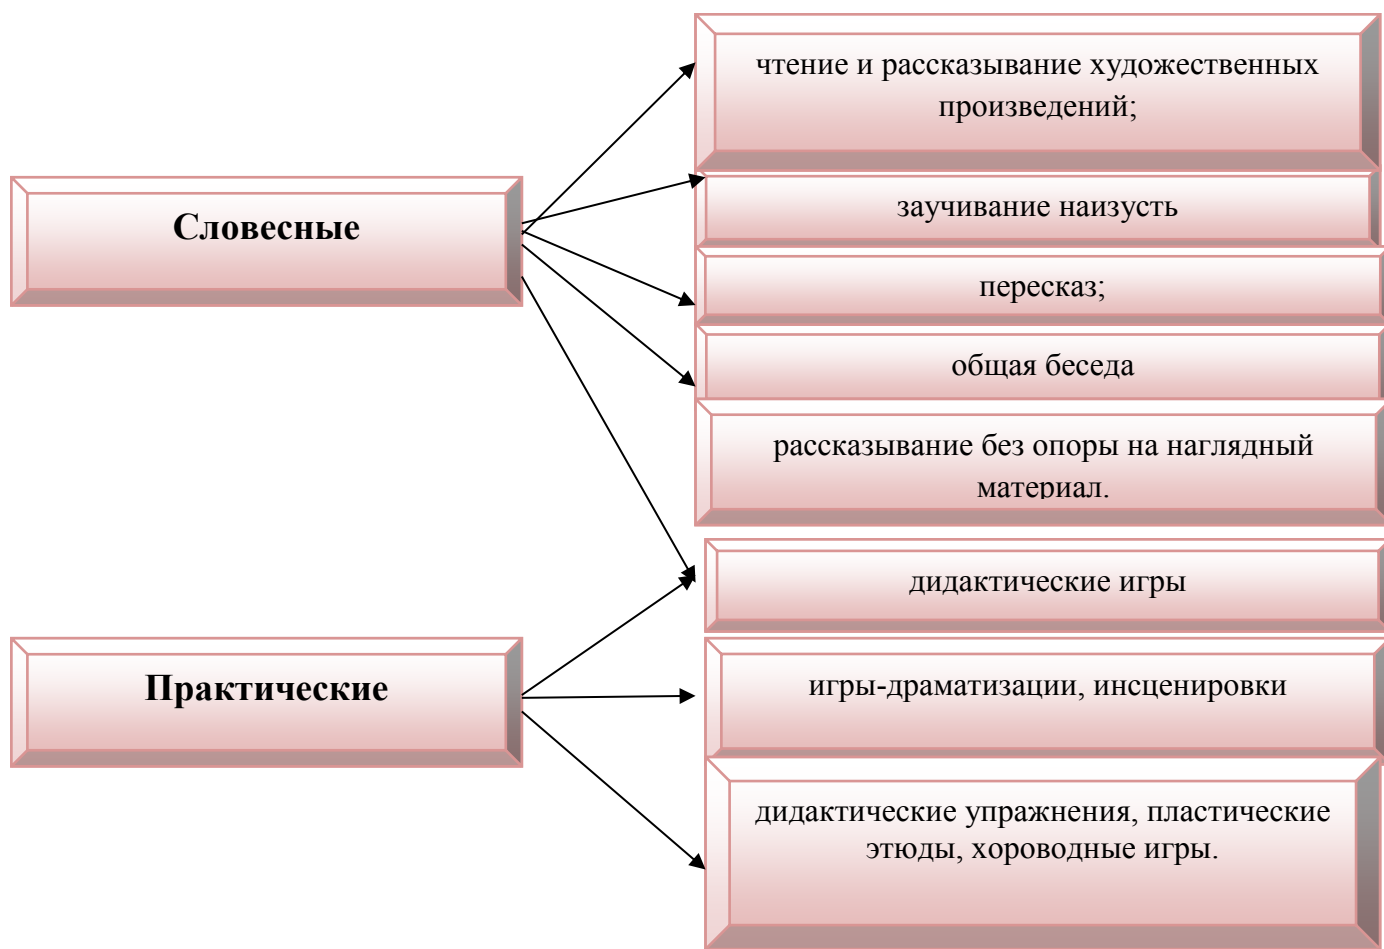 чтение и рассказывание художественных
произведений;
Словесные
заучивание наизусть
пересказ;
общая беседа
рассказывание без опоры на наглядный
материал.
дидактические игры
Практические
игры-драматизации, инсценировки
дидактические упражнения, пластические
этюды, хороводные игры.